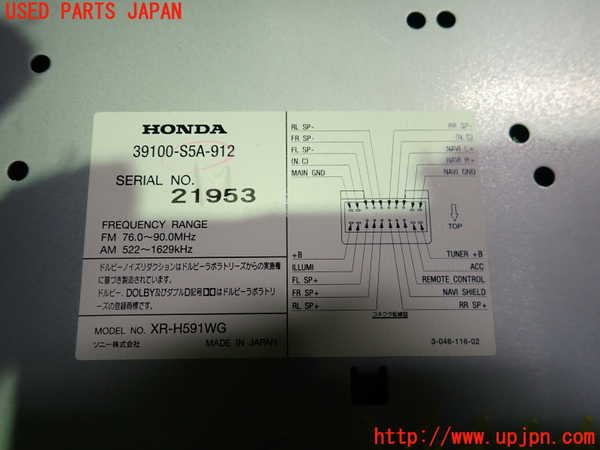 USED PARTS JAPAN
HONDA
39100-S5A-912
SERIAL NO.
21953
FREQUENCY RANGE
FM 76.0～90.0MHz
AM 522～1629kHz
ドルビーノイズリダクションはドルビーラボラトリーズからの実施権
に基づき製造されています。
ドルビー、DOLBY及びダブルD記号はドルビーラボラトリ
ーズの登録商標です。
MODEL NO. XR-H591WG
ソニー株式会社 MADE IN JAPAN
RL SP-
FR SP-
FL SP-
(N.C)
MAIN GND
RR SP-
(N.C)
NAVI L+
NAVI R+
NAVI GND
TOP
+B
ILLUMI
FL SP+
FR SP+
RL SP+
TUNER +B
ACC
REMOTE CONTROL
NAVI SHIELD
RR SP+
コネクタ結線図
3-046-116-02
http://www.upjpn.com/